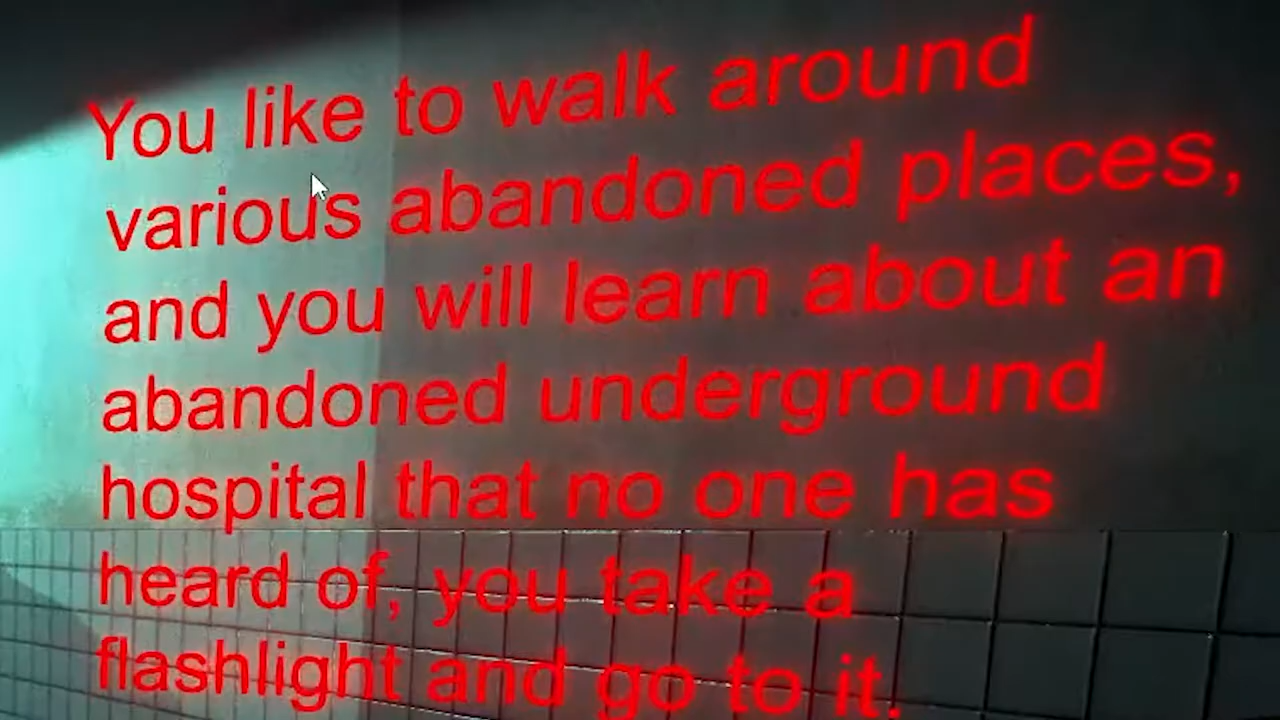 You like to walk around
various abandoned places,
and you will learn about an
abandoned underground
hospital that no one has
heard of, you take a
flashlight and go to it.